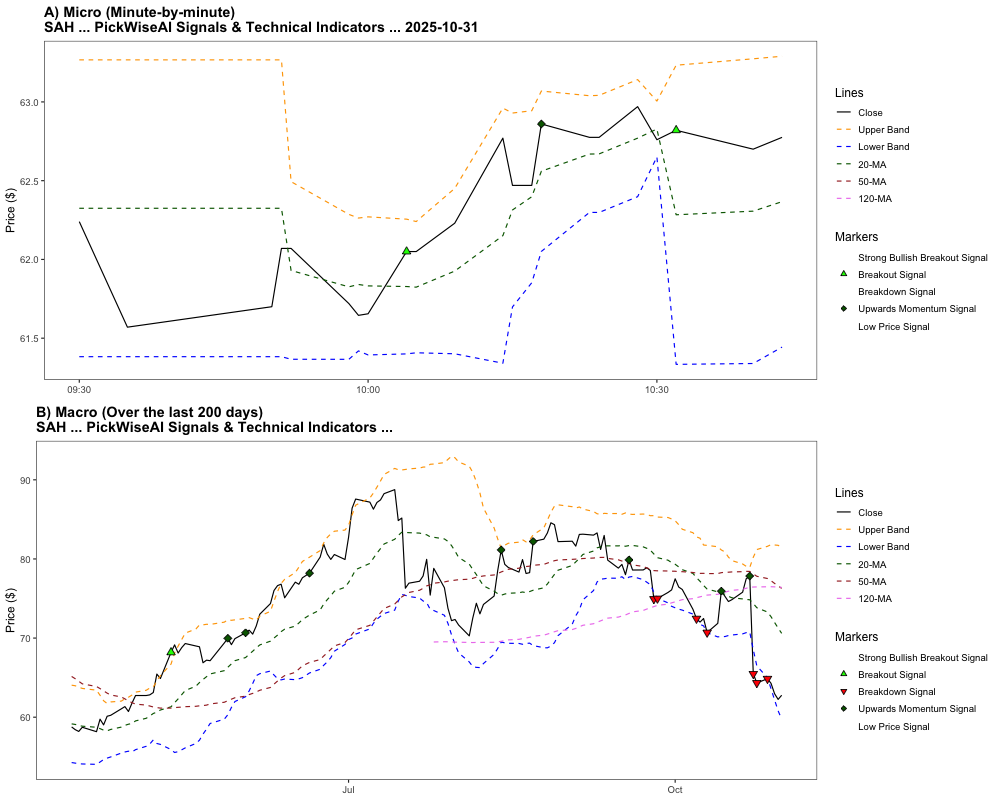 A) Micro (Minute-by-minute)
SAH ... PickWiseAI Signals & Technical Indicators ... 2025-10-31
Price ($)
63.0
62.5
62.0
61.5
09:30
10:00
10:30
Lines
Close
Upper Band
Lower Band
20-MA
50-MA
120-MA
Markers
Strong Bullish Breakout Signal
Breakout Signal
Breakdown Signal
Upwards Momentum Signal
Low Price Signal
B) Macro (Over the last 200 days)
SAH ... PickWiseAI Signals & Technical Indicators ...
Price ($)
90
80
70
60
Jul
Oct
Lines
Close
Upper Band
Lower Band
20-MA
50-MA
120-MA
Markers
Strong Bullish Breakout Signal
Breakout Signal
Breakdown Signal
Upwards Momentum Signal
Low Price Signal